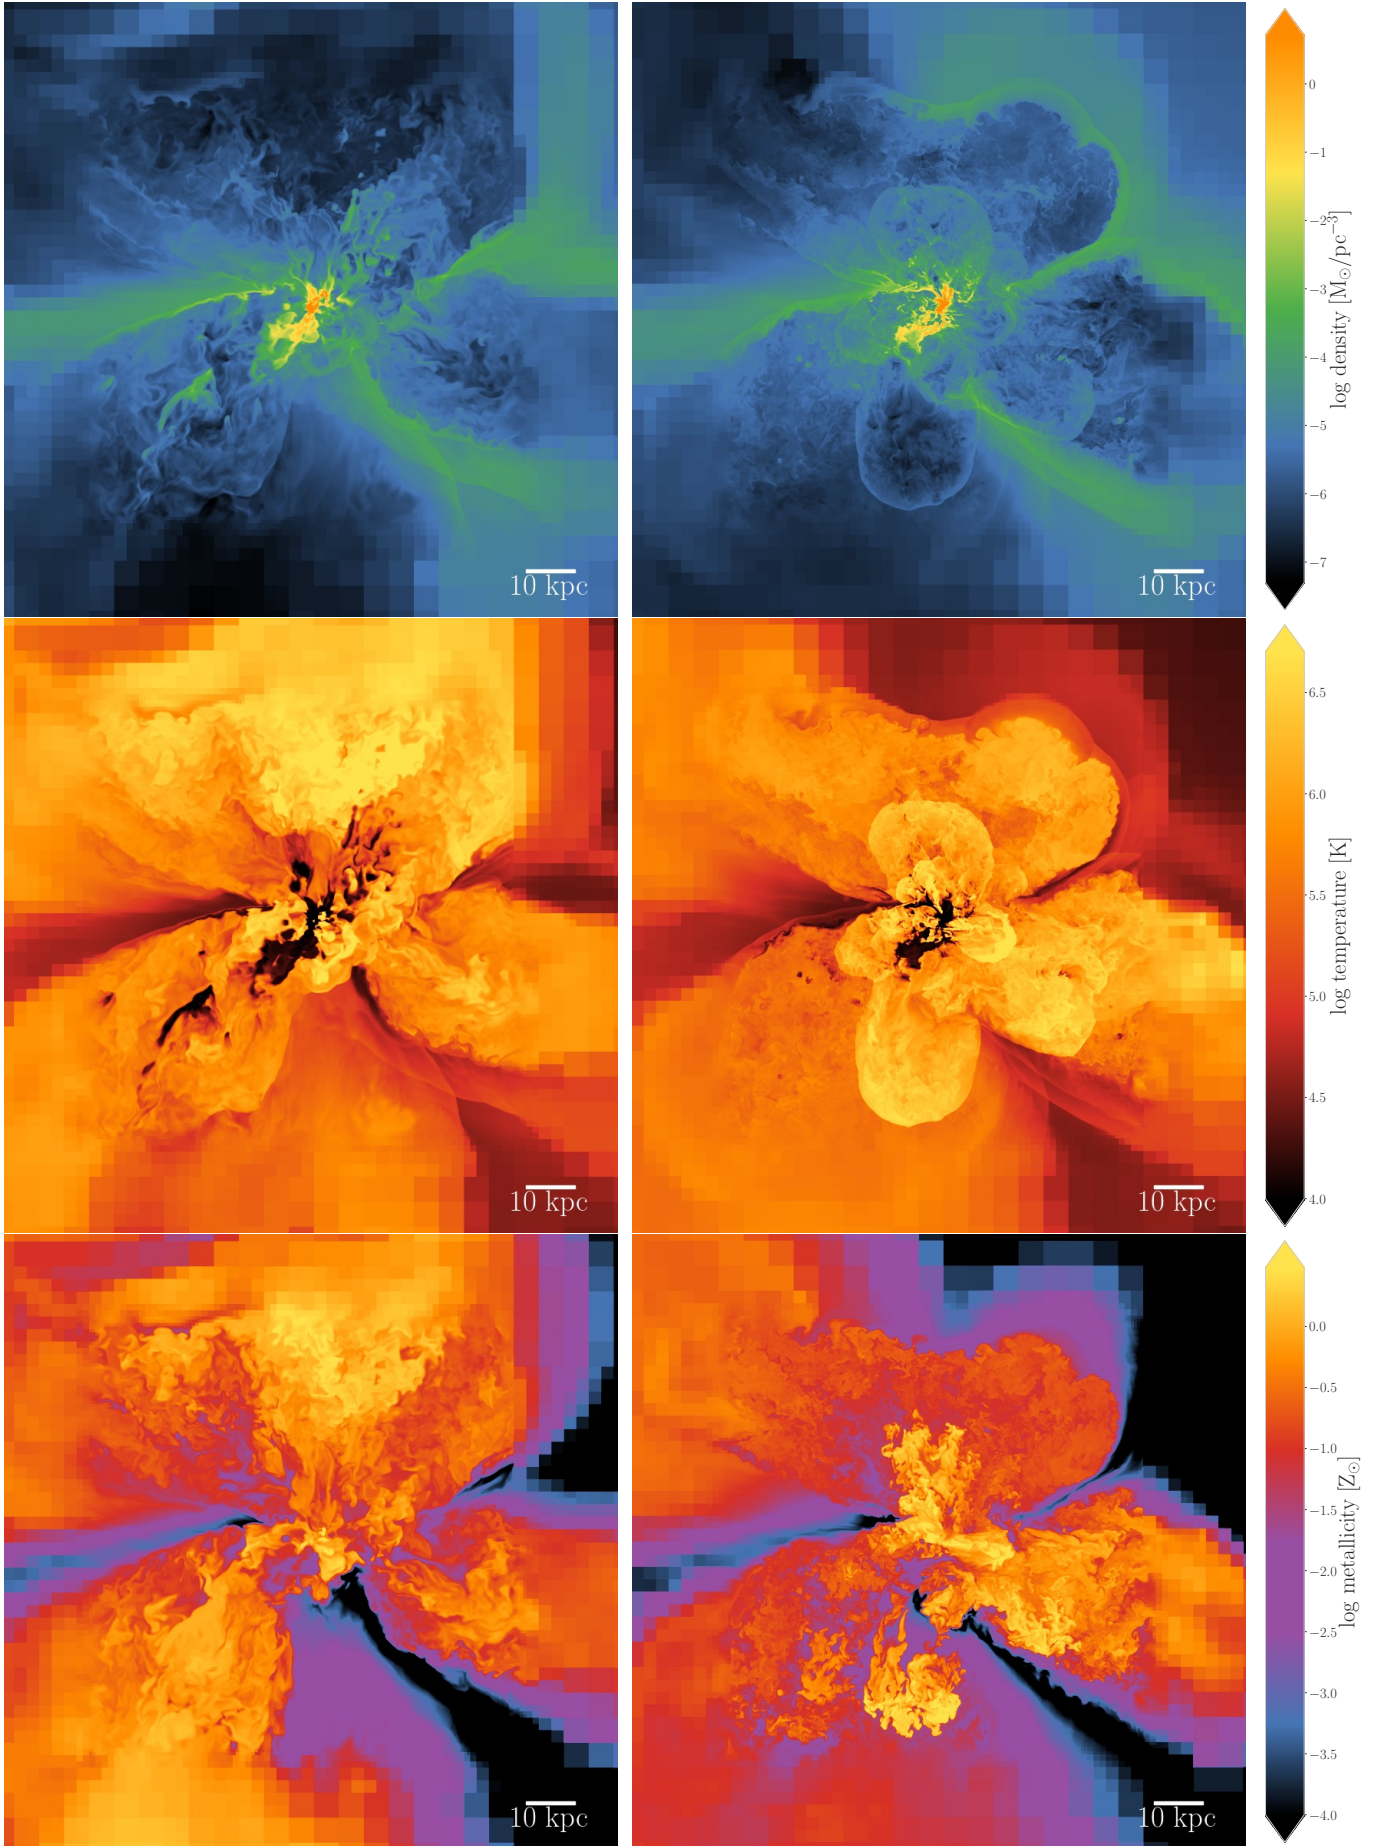 10 kpc
10 kpc
0
−1
−2
−3
−4
−5
−6
−7
log density [M⊙/pc⁻³]
10 kpc
10 kpc
6.5
6.0
5.5
5.0
4.5
4.0
log temperature [K]
10 kpc
10 kpc
0.0
−0.5
−1.0
−1.5
−2.0
−2.5
−3.0
−3.5
−4.0
log metallicity [Z⊙]